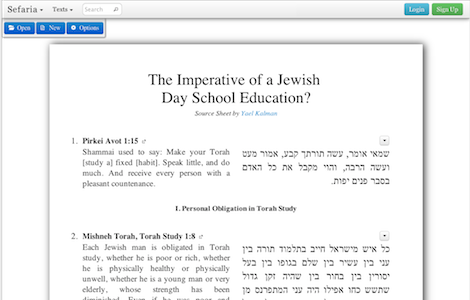 Sefaria Texts Search Login Sign Up
Open New Options
The Imperative of a Jewish
Day School Education?
Source Sheet by Yael Kalman
1. Pirkei Avot 1:15
Shammai used to say: Make your Torah
[study a] fixed [habit]. Speak little, and do
much. And receive every person with a
pleasant countenance.
שמאי אומר, עשה תורתך קבע, אמור מעט
ועשה הרבה, והוי מקבל את כל האדם
בסבר פנים יפות.
I. Personal Obligation in Torah Study
2. Mishneh Torah, Torah Study 1:8
Each Jewish man is obligated in Torah
study, whether he is poor or rich, whether
he is physically healthy or physically
unwell, whether he is a young man or very
elderly, whose strength has been
diminished. Even if he was poor and
כל איש מישראל חייב בתלמוד תורה בין
עני בין עשיר בין שלם בגופו בין בעל
יסורין בין בחור בין שהיה זקן גדול
שתשש כחו אפילו היה עני המתפרנס מן